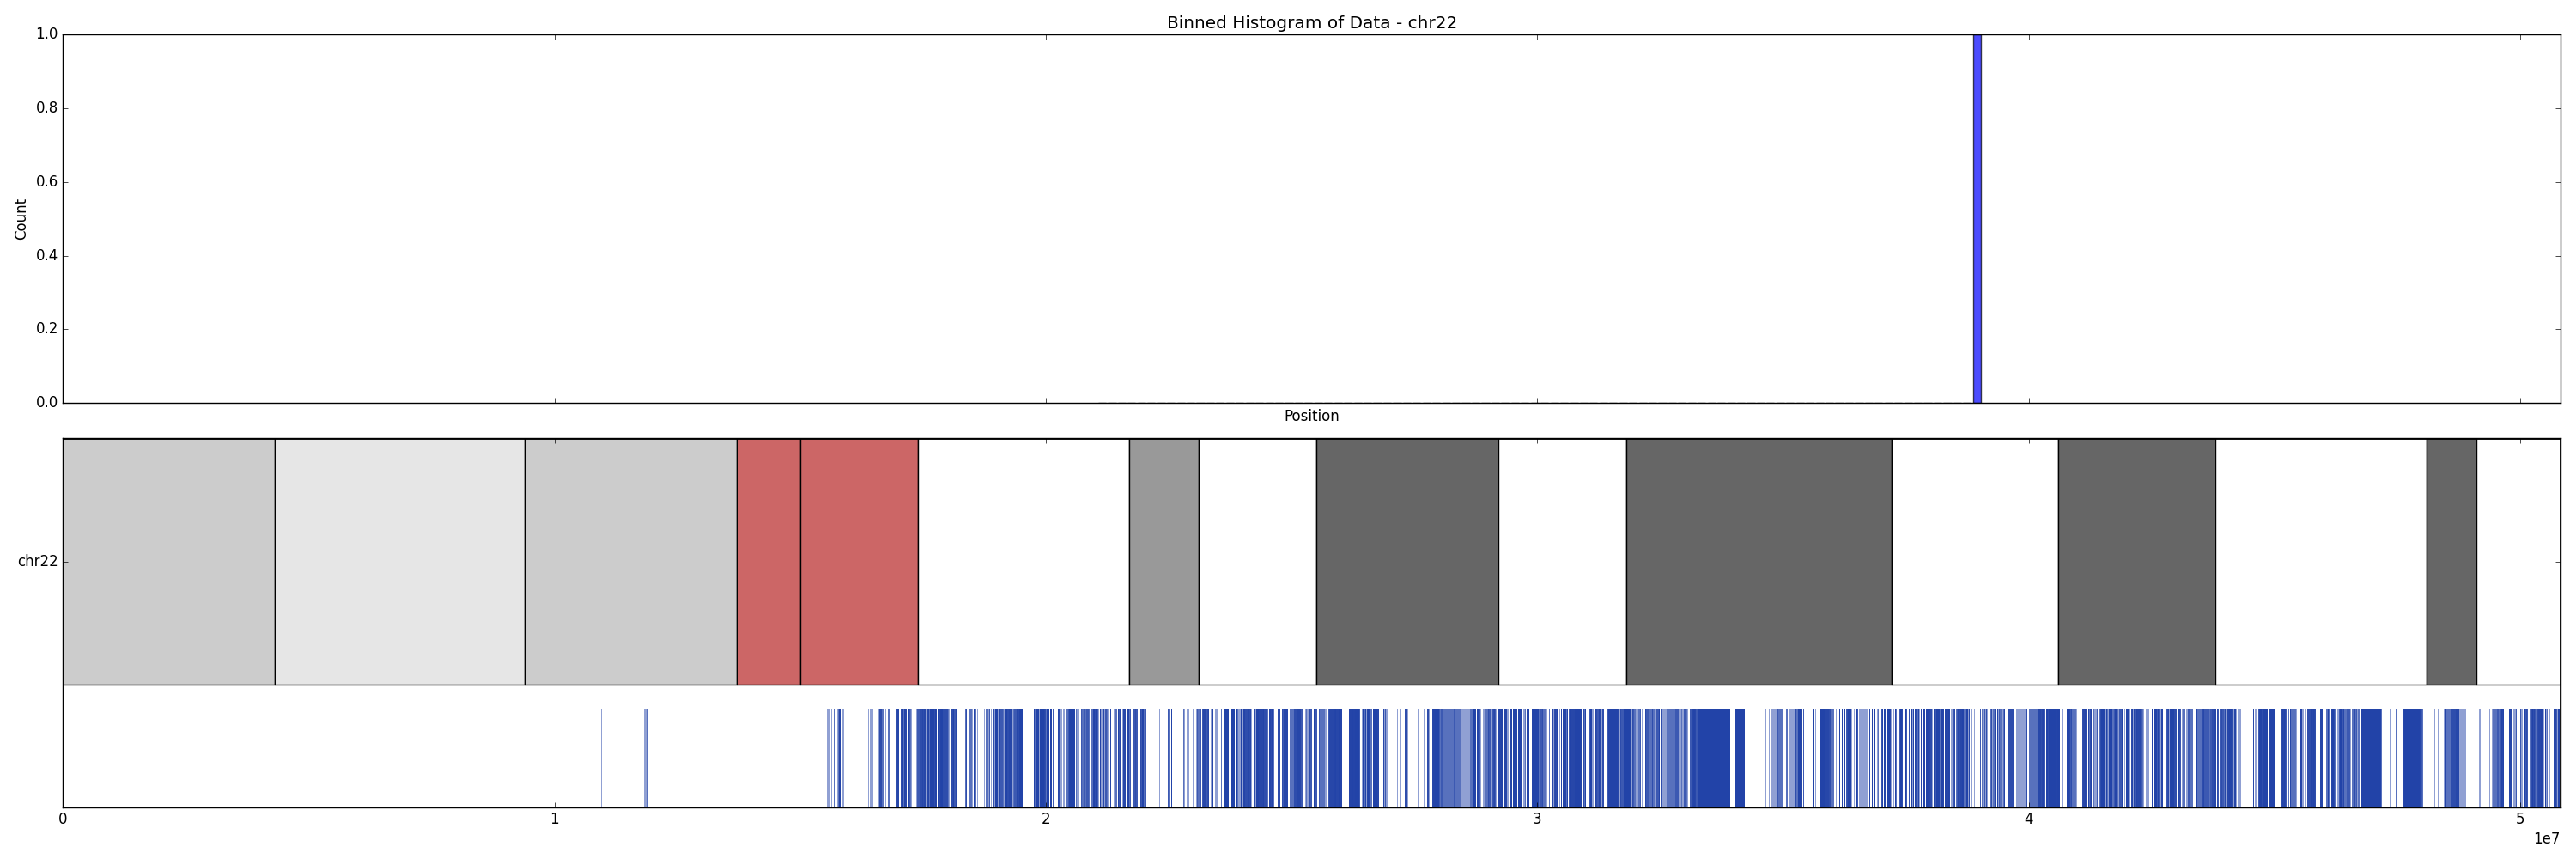 Binned Histogram of Data - chr22
1.0
0.8
0.6
0.4
0.2
0.0
Count
Position
chr22
0 1 2 3 4 5
1e7